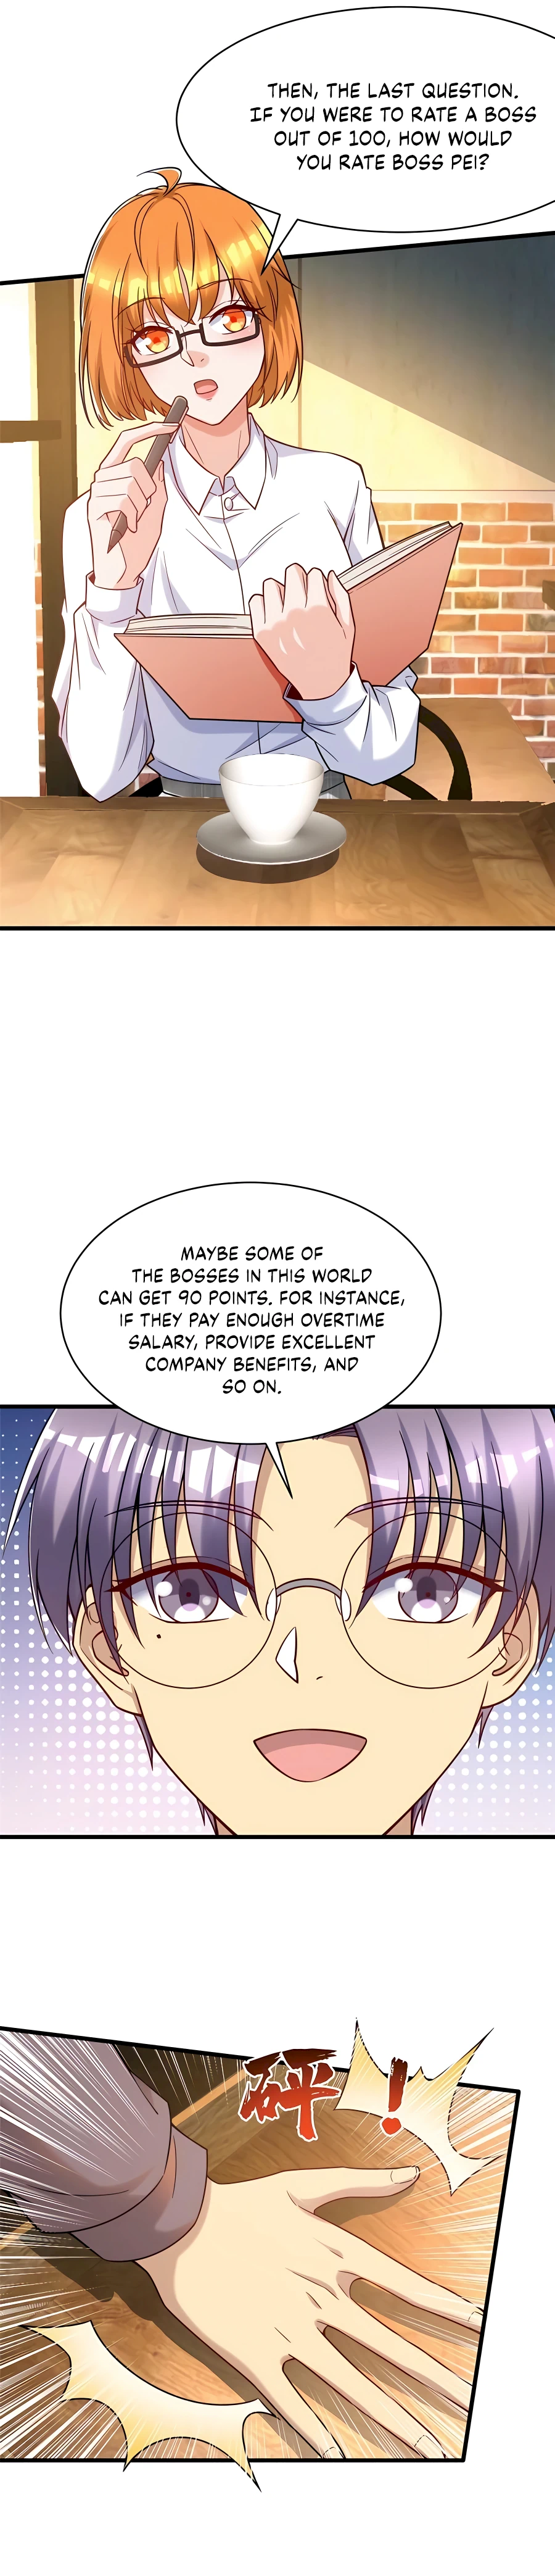 THEN, THE LAST QUESTION.
IF YOU WERE TO RATE A BOSS
OUT OF 100, HOW WOULD
YOU RATE BOSS PEI?
MAYBE SOME OF
THE BOSSES IN THIS WORLD
CAN GET 90 POINTS. FOR INSTANCE,
IF THEY PAY ENOUGH OVERTIME
SALARY, PROVIDE EXCELLENT
COMPANY BENEFITS, AND
SO ON.
砰!